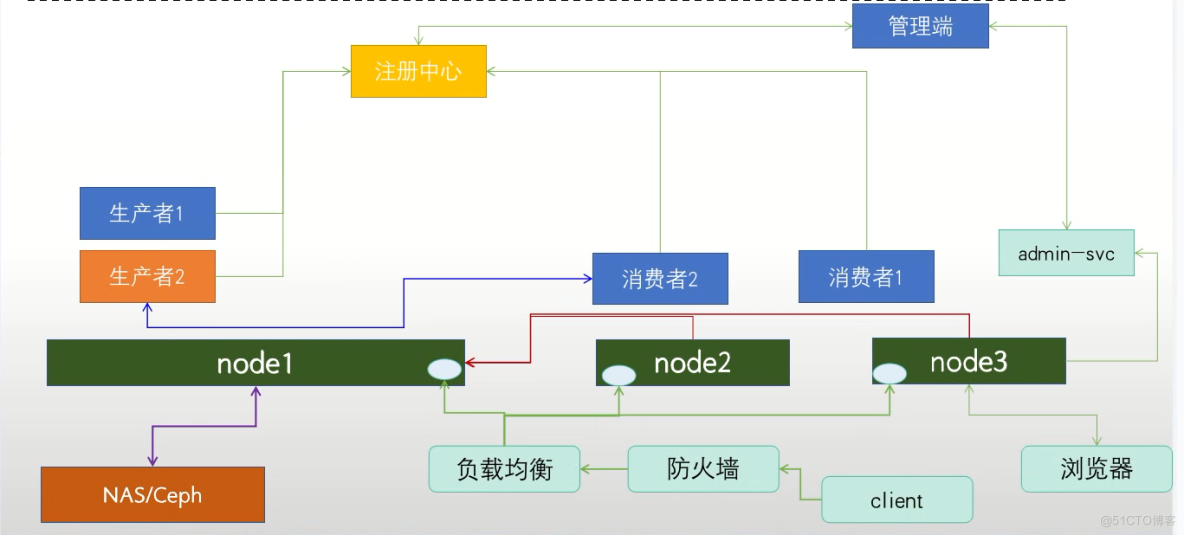 管理端
注册中心
生产者1
生产者2
消费者2
消费者1
admin-svc
node1
node2
node3
负载均衡
防火墙
浏览器
NAS/Ceph
client
@51CTO博客